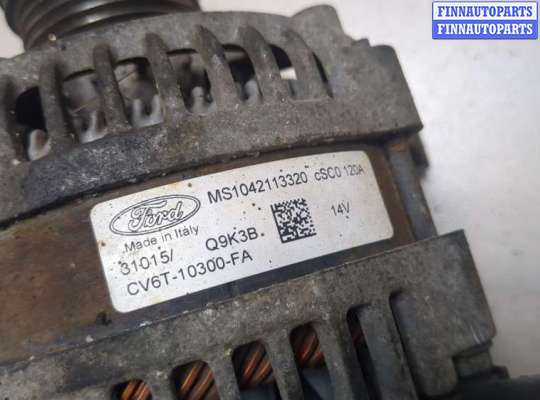 FINNAUTOPARTS
FINNAUTOPARTS
Ford MS1042113320 cSC0 120A
Made in Italy 14V
31015/ Q9K3B
CV6T-10300-FA